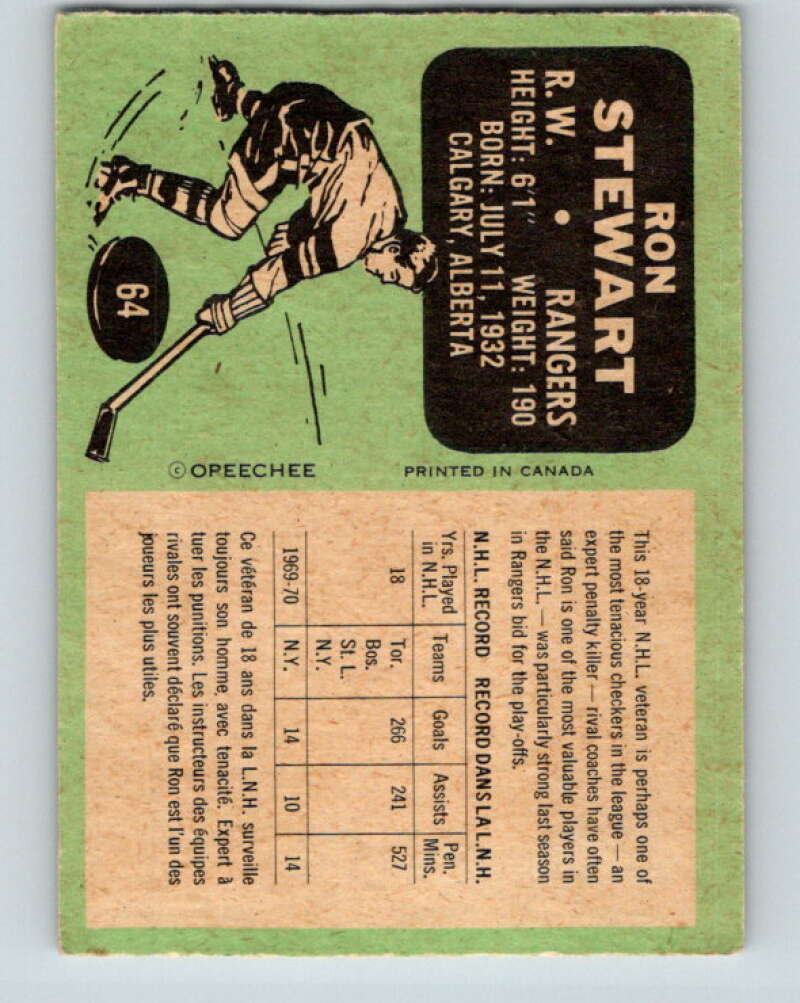 RON
STEWART
R.W. • RANGERS
HEIGHT: 6'1" WEIGHT: 190
BORN: JULY 11, 1932
CALGARY, ALBERTA
64
© OPEECHEE PRINTED IN CANADA
This 18-year N.H.L. veteran is perhaps one of
the most tenacious checkers in the league — an
expert penalty killer — rival coaches have often
said Ron is one of the most valuable players in
the N.H.L. — was particularly strong last season
in Rangers bid for the play-offs.
N.H.L. RECORD RECORD DANS LA L.N.H.
Yrs. Played Teams Goals Assists Pen.
in N.H.L. Mins.
18 Tor. 266 241 527
Bos.
St. L.
N.Y.
1969-70 N.Y. 14 10 14
Ce vétéran de 18 ans dans la L.N.H. surveille
toujours son homme, avec tenacité. Expert à
tuer les punitions. Les instructeurs des équipes
rivales ont souvent déclaré que Ron est l'un des
joueurs les plus utiles.